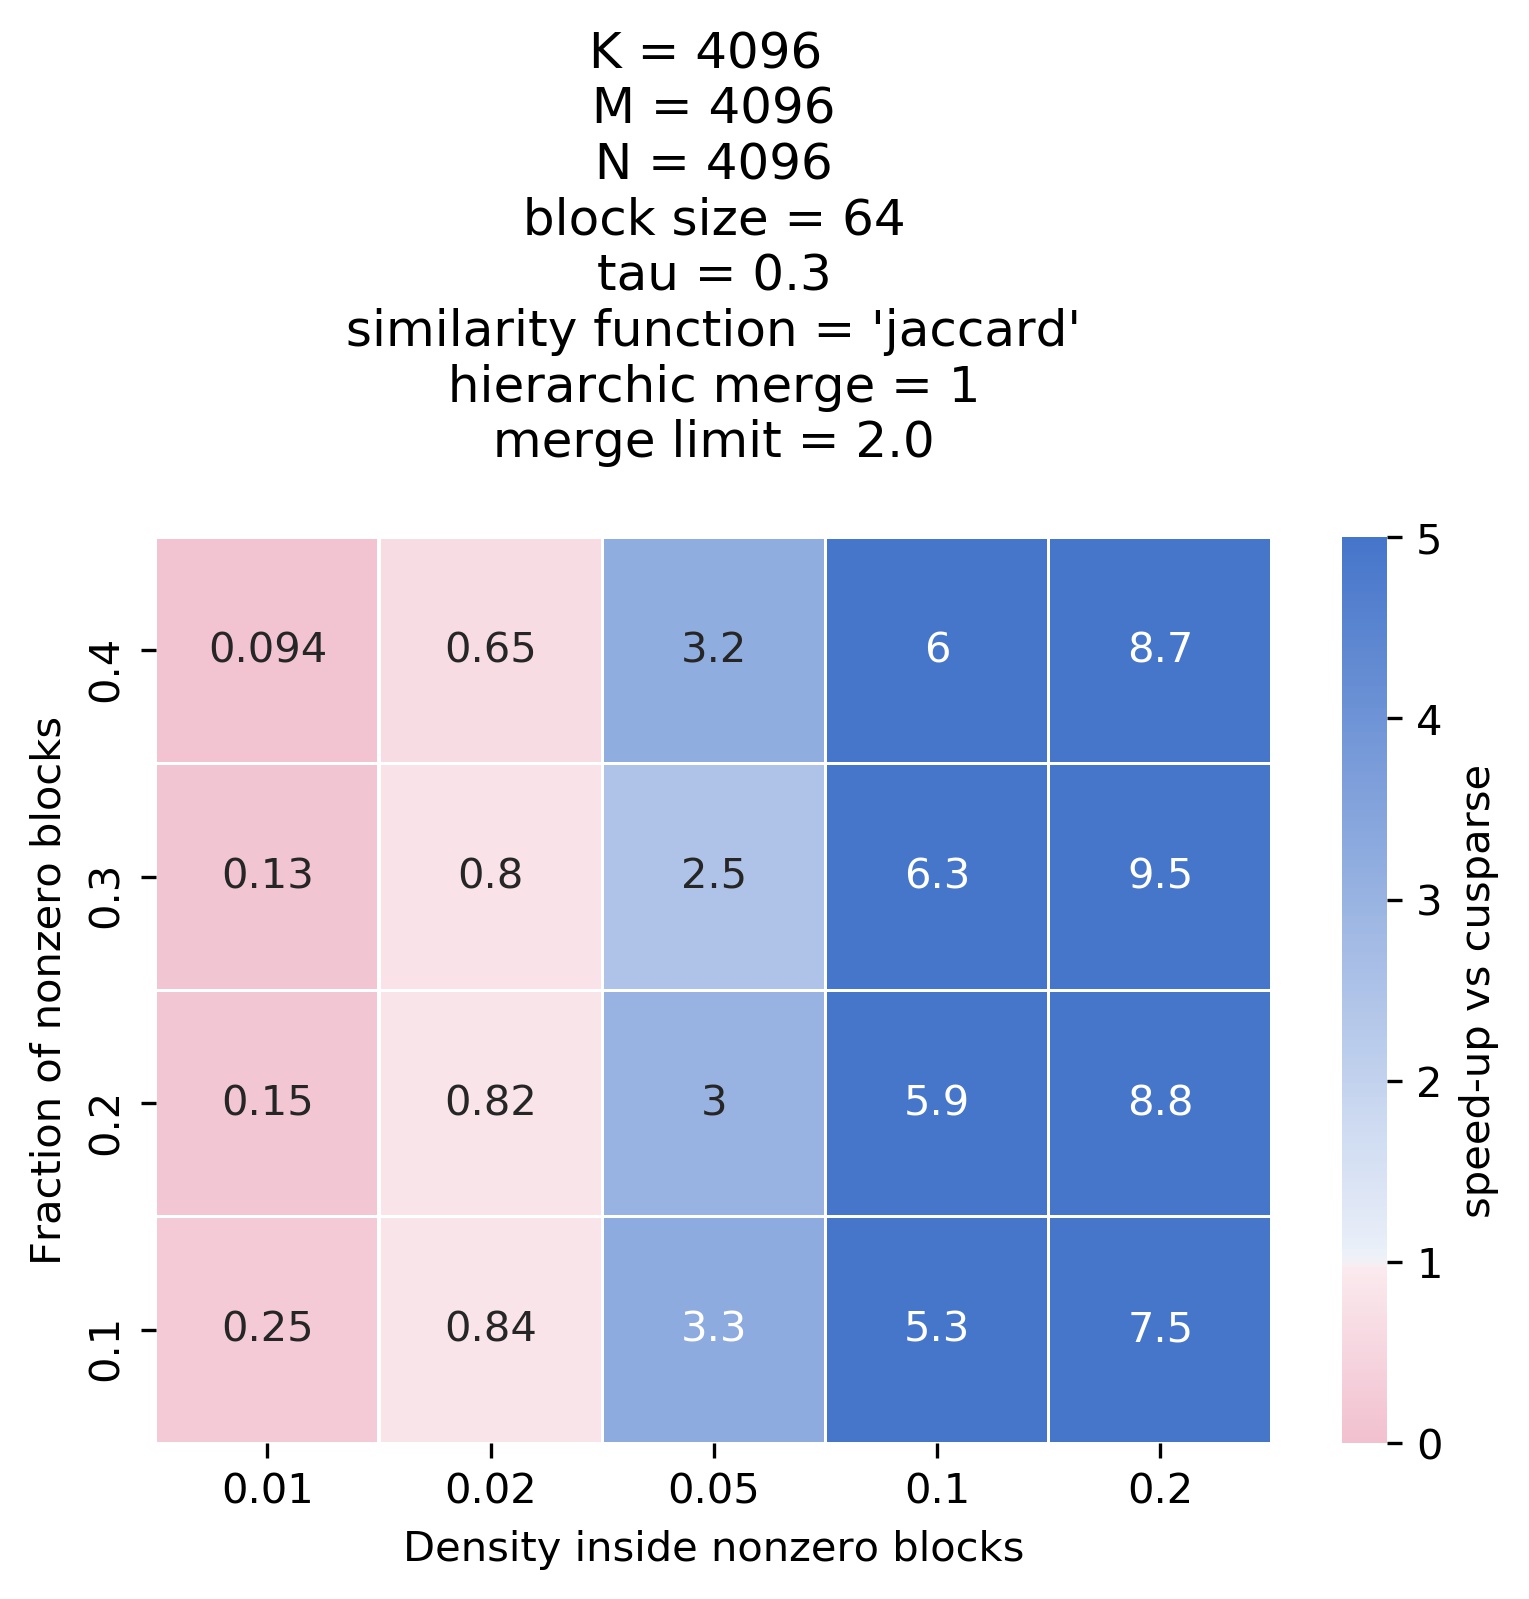 K = 4096
M = 4096
N = 4096
block size = 64
tau = 0.3
similarity function = 'jaccard'
hierarchic merge = 1
merge limit = 2.0
Fraction of nonzero blocks
0.4
0.094 0.65 3.2 6 8.7
0.3
0.13 0.8 2.5 6.3 9.5
0.2
0.15 0.82 3 5.9 8.8
0.1
0.25 0.84 3.3 5.3 7.5
0.01 0.02 0.05 0.1 0.2
Density inside nonzero blocks
5
4
3
2
1
0
speed-up vs cusparse